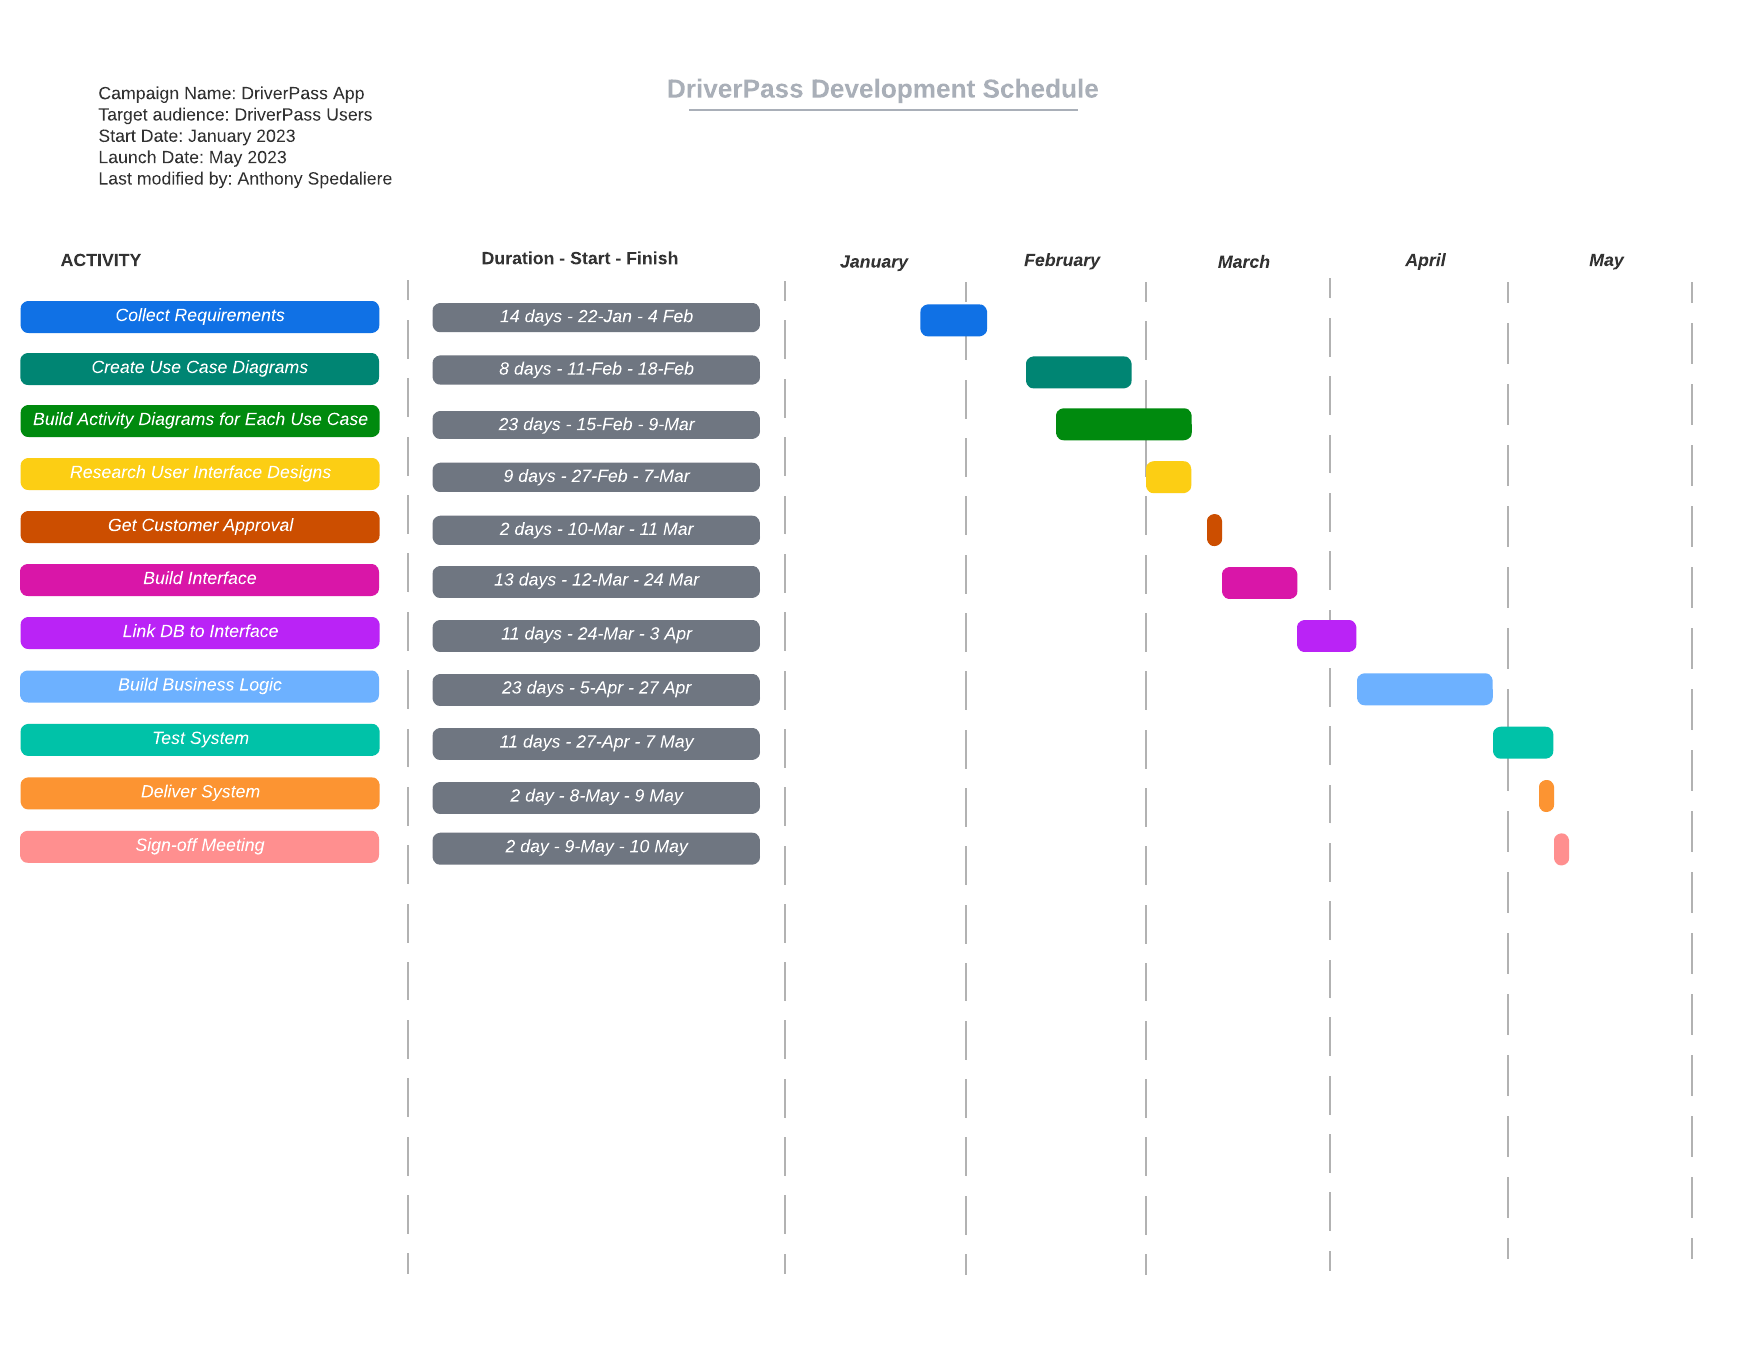 DriverPass Development Schedule
Campaign Name: DriverPass App
Target audience: DriverPass Users
Start Date: January 2023
Launch Date: May 2023
Last modified by: Anthony Spedaliere
ACTIVITY Duration - Start - Finish January February March April May
Collect Requirements 14 days - 22-Jan - 4 Feb
Create Use Case Diagrams 8 days - 11-Feb - 18-Feb
Build Activity Diagrams for Each Use Case 23 days - 15-Feb - 9-Mar
Research User Interface Designs 9 days - 27-Feb - 7-Mar
Get Customer Approval 2 days - 10-Mar - 11 Mar
Build Interface 13 days - 12-Mar - 24 Mar
Link DB to Interface 11 days - 24-Mar - 3 Apr
Build Business Logic 23 days - 5-Apr - 27 Apr
Test System 11 days - 27-Apr - 7 May
Deliver System 2 day - 8-May - 9 May
Sign-off Meeting 2 day - 9-May - 10 May